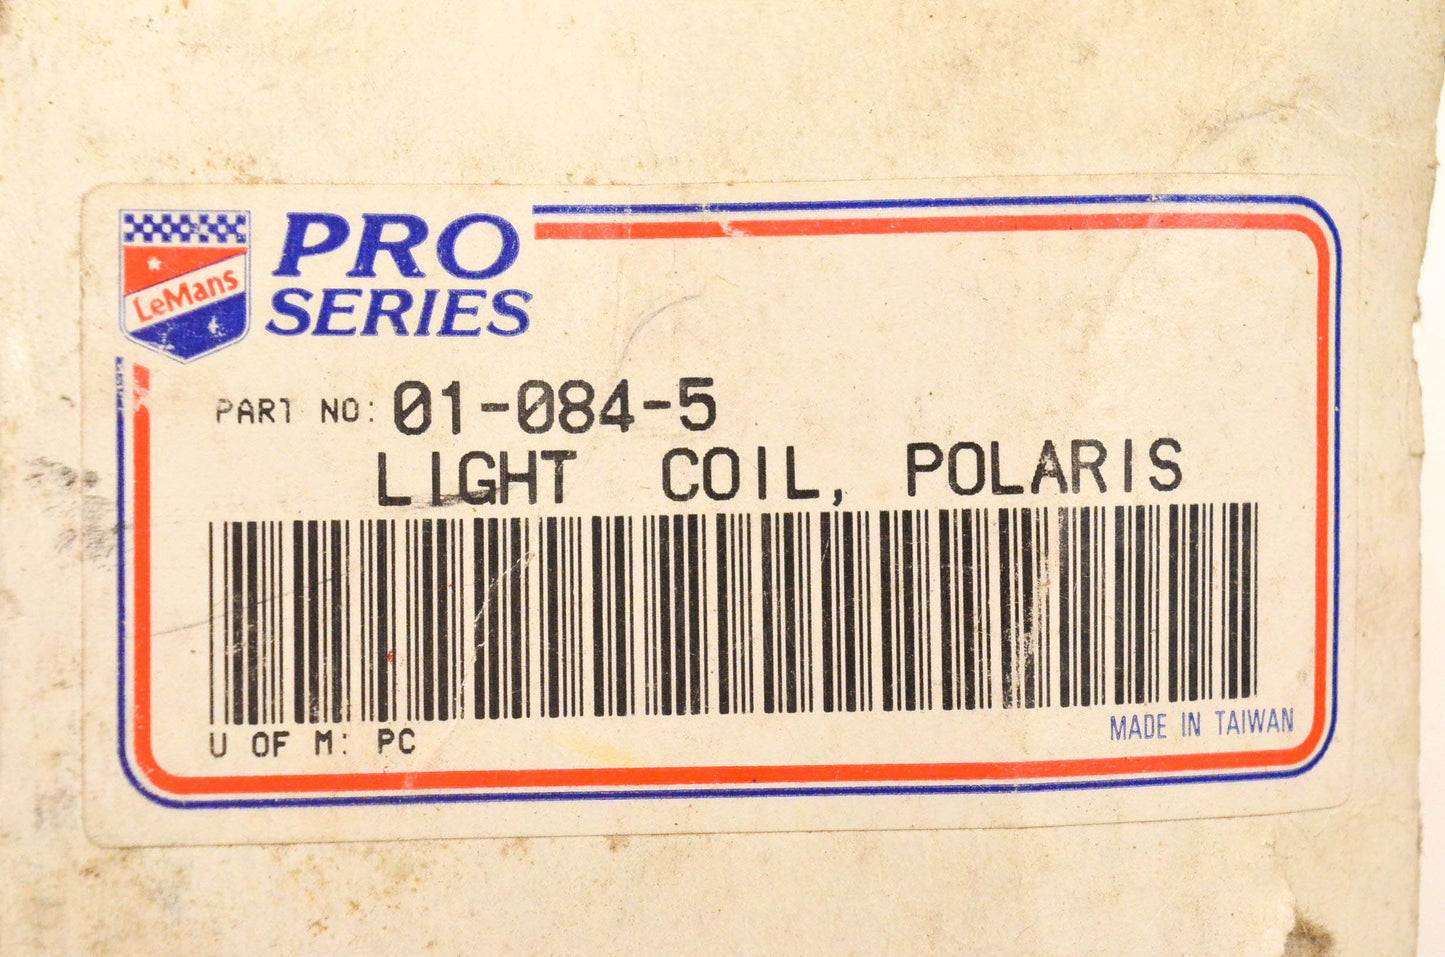 LeMans
PRO
SERIES
PART NO: 01-084-5
LIGHT COIL, POLARIS
U OF M: PC
MADE IN TAIWAN